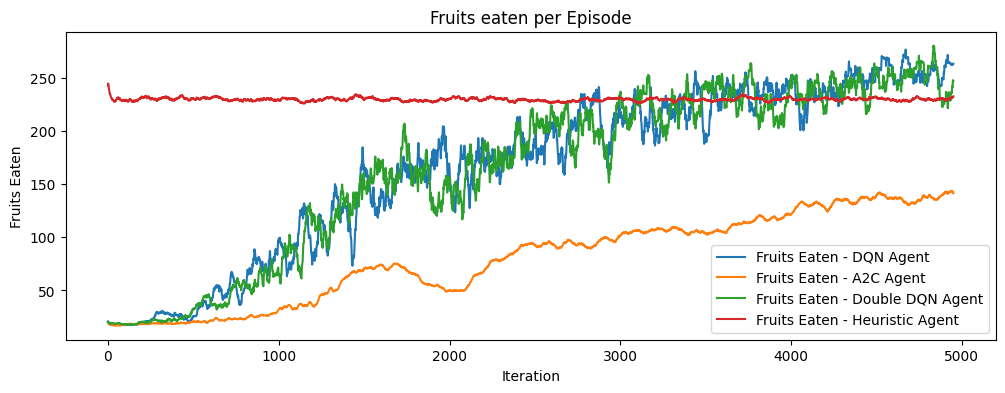 Fruits eaten per Episode
Fruits Eaten
250
200
150
100
50
0
1000
2000
3000
4000
5000
Iteration
Fruits Eaten - DQN Agent
Fruits Eaten - A2C Agent
Fruits Eaten - Double DQN Agent
Fruits Eaten - Heuristic Agent